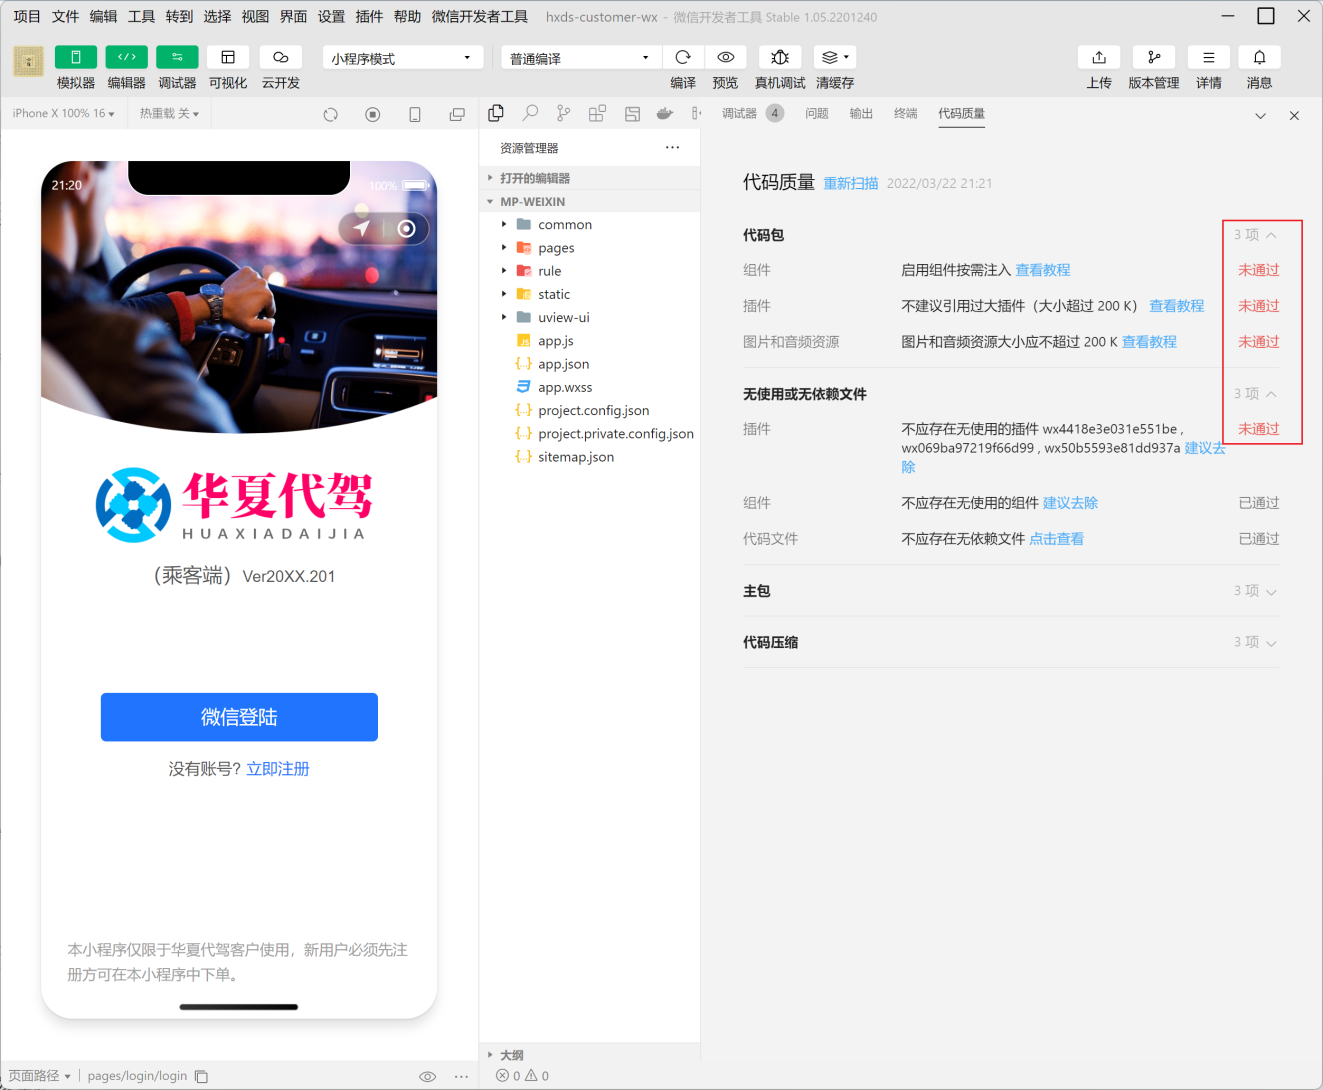 项目 文件 编辑 工具 转到 选择 视图 界面 设置 插件 帮助 微信开发者工具 hxds-customer-wx - 微信开发者工具 Stable 1.05.2201240
模拟器 编辑器 调试器 可视化 云开发
小程序模式
普通编译
编译 预览 真机调试 清缓存
上传 版本管理 详情 消息
iPhone X 100% 16
热重载 关
21:20
100%
华夏代驾
HUAXIADAIJIA
（乘客端）Ver20XX.201
微信登陆
没有账号? 立即注册
本小程序仅限于华夏代驾客户使用，新用户必须先注
册方可在本小程序中下单。
页面路径 pages/login/login
资源管理器
打开的编辑器
MP-WEIXIN
common
pages
rule
static
uview-ui
JS app.js
{..} app.json
app.wxss
{..} project.config.json
{..} project.private.config.json
{..} sitemap.json
大纲
0 0
调试器 4 问题 输出 终端 代码质量
代码质量 重新扫描 2022/03/22 21:21
代码包 3 项
组件 启用组件按需注入 查看教程 未通过
插件 不建议引用过大插件（大小超过 200 K） 查看教程 未通过
图片和音频资源 图片和音频资源大小应不超过 200 K 查看教程 未通过
无使用或无依赖文件 3 项
插件 不应存在无使用的插件 wx4418e3e031e551be , 未通过
wx069ba97219f66d99 , wx50b5593e81dd937a 建议去
除
组件 不应存在无使用的组件 建议去除 已通过
代码文件 不应存在无依赖文件 点击查看 已通过
主包 3 项
代码压缩 3 项